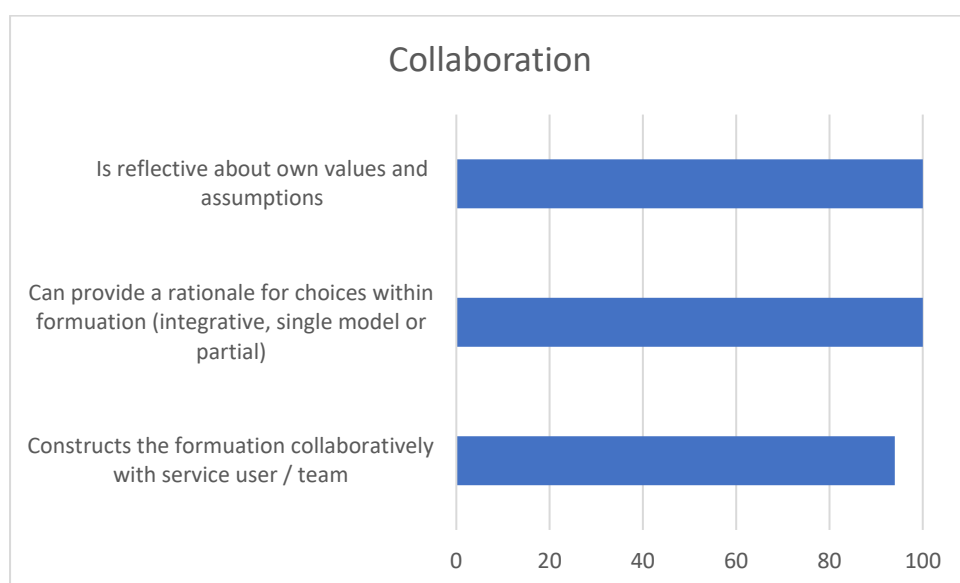 Collaboration
Is reflective about own values and
assumptions
Can provide a rationale for choices within
formuation (integrative, single model or
partial)
Constructs the formuation collaboratively
with service user / team
0 20 40 60 80 100